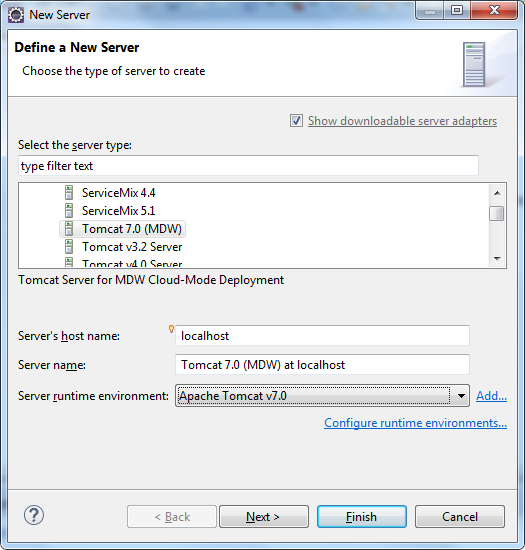 New Server
Define a New Server
Choose the type of server to create
Show downloadable server adapters
Select the server type:
type filter text
ServiceMix 4.4
ServiceMix 5.1
Tomcat 7.0 (MDW)
Tomcat v3.2 Server
Tomcat v4.0 Server
Tomcat Server for MDW Cloud-Mode Deployment
Server's host name: localhost
Server name: Tomcat 7.0 (MDW) at localhost
Server runtime environment: Apache Tomcat v7.0 Add...
Configure runtime environments...
? < Back Next > Finish Cancel